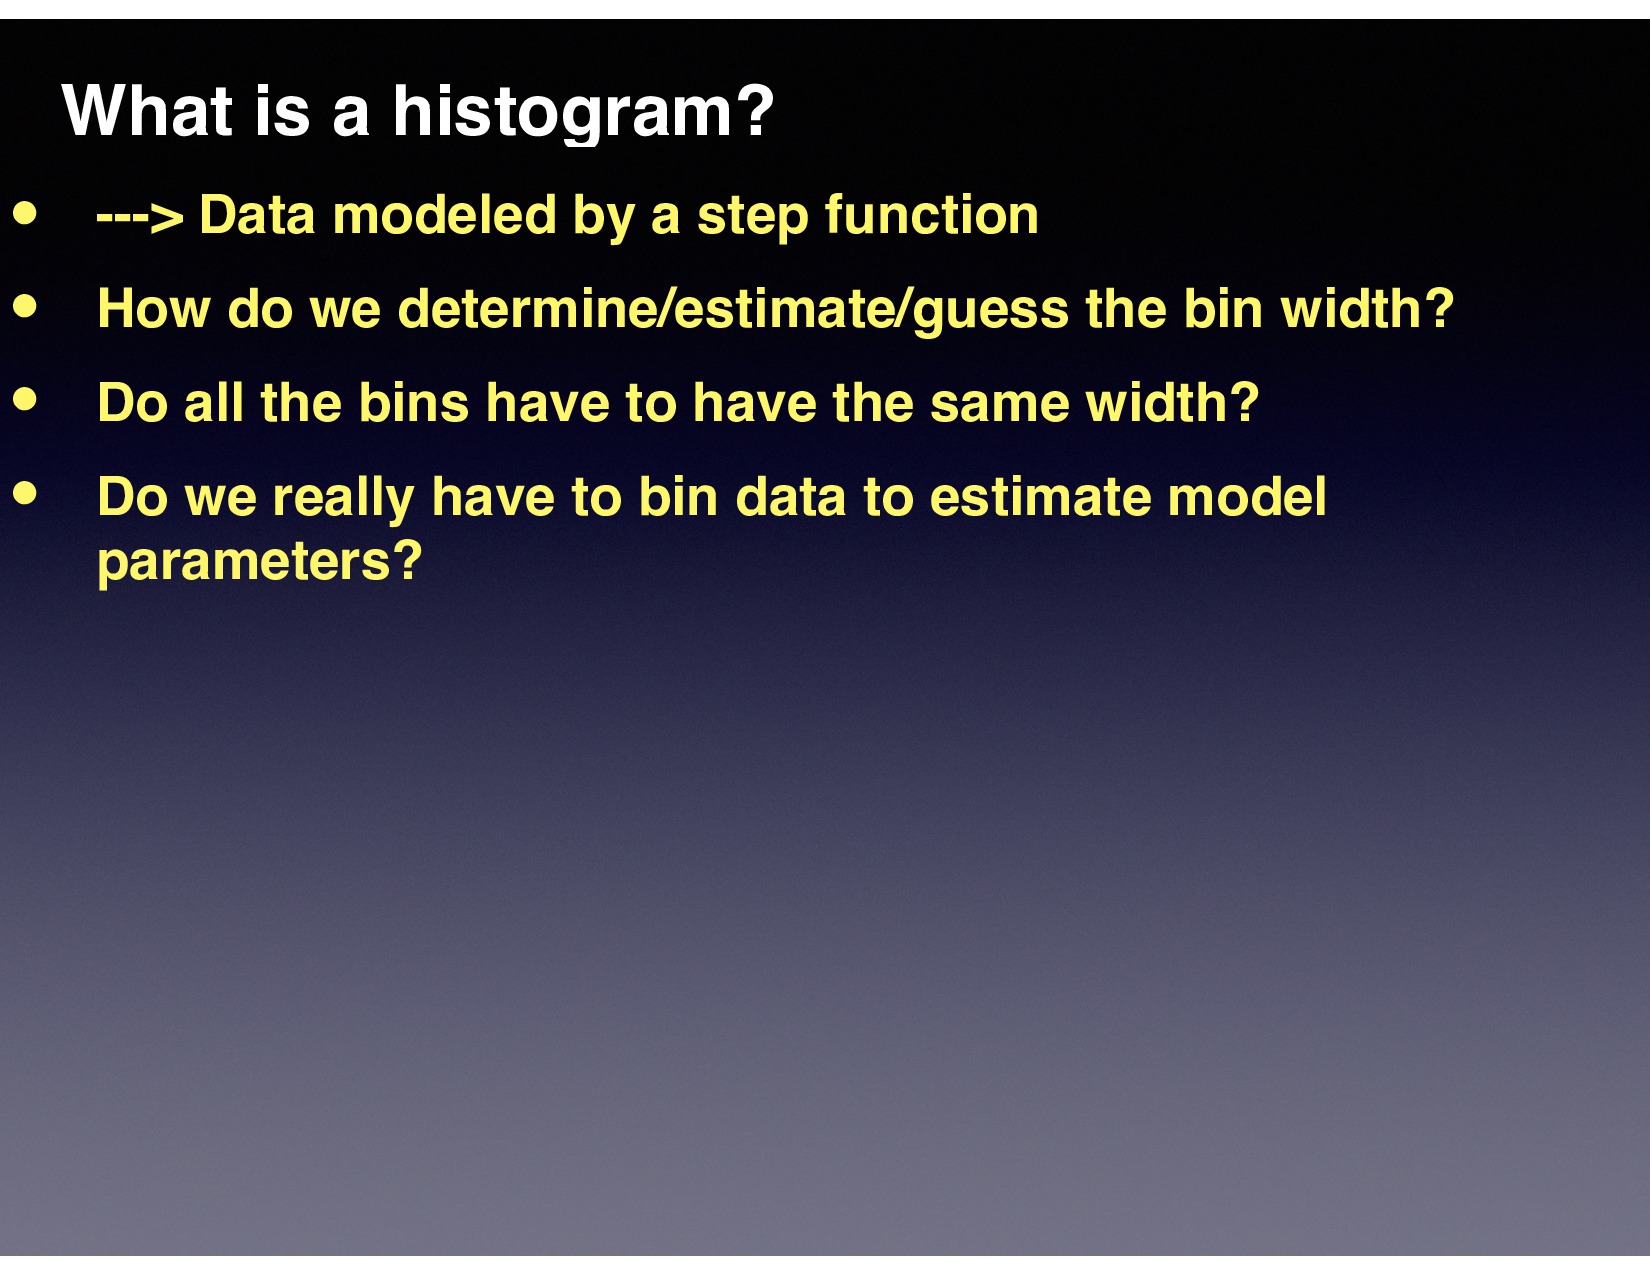 What is a histogram?
• ---> Data modeled by a step function
• How do we determine/estimate/guess the bin width?
• Do all the bins have to have the same width?
• Do we really have to bin data to estimate model
parameters?